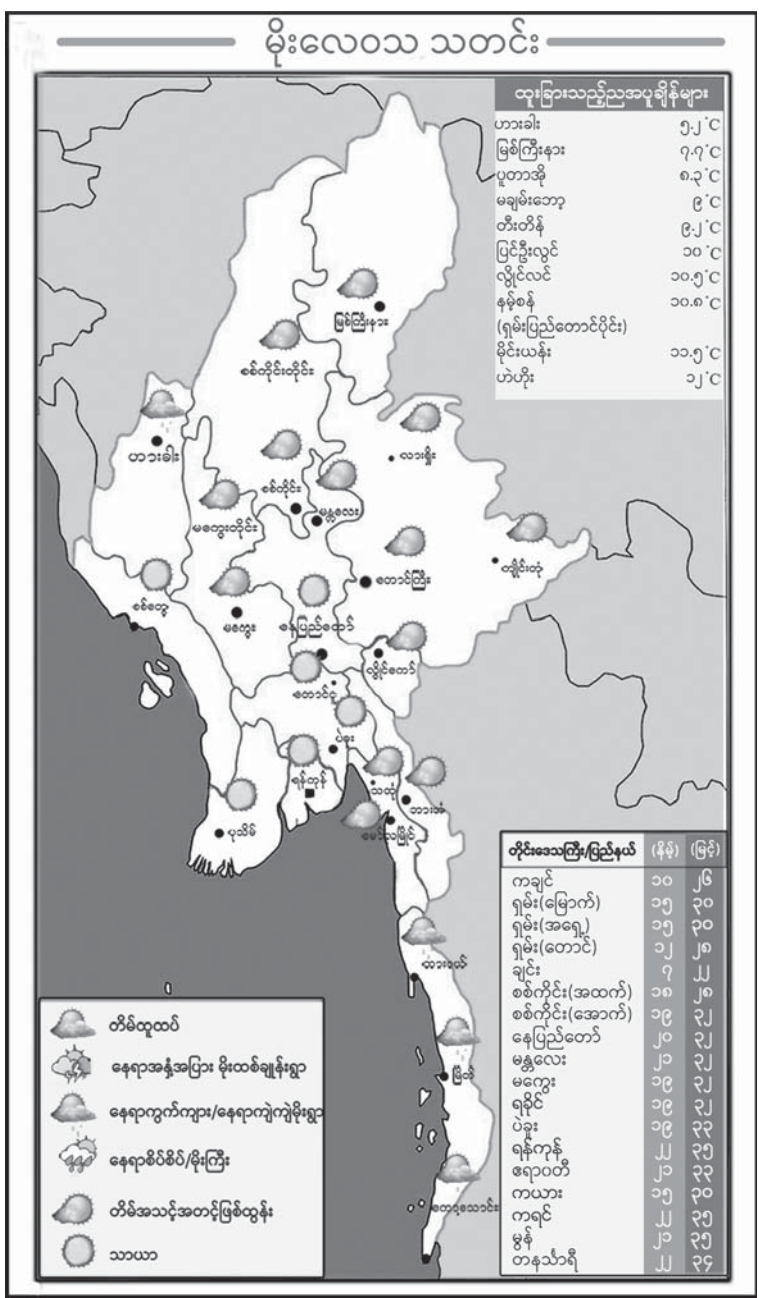 မိုးလေဝသ သတင်း
ထူးခြားသည့်ညအပူချိန်များ
ဟားခါး ၅.၂°C
မြစ်ကြီးနား ၇.၇°C
ပူတာအို ၈.၃°C
မချမ်းဘော့ ၉°C
တီးတိန် ၉.၂°C
ပြင်ဦးလွင် ၁၀°C
လွိုင်လင် ၁၀.၅°C
နမ့်စန် ၁၀.၈°C
(ရှမ်းပြည်တောင်ပိုင်း)
မိုင်းယန်း ၁၁.၅°C
ဟဲဟိုး ၁၂°C
မြစ်ကြီးနား
စစ်ကိုင်းတိုင်း
ဟားခါး
လားရှိုး
စစ်ကိုင်း
မန္တလေး
မကွေးတိုင်း
ကျိုင်းတုံ
တောင်ကြီး
စစ်တွေ
မကွေး
နေပြည်တော်
လွိုင်ကော်
တောင်ငူ
ပဲခူး
ရန်ကုန်
သထုံ
ဘားအံ
ပုသိမ်
မော်လမြိုင်
ထားဝယ်
မြိတ်
ကော့သောင်း
တိုင်းဒေသကြီး/ပြည်နယ် (နိမ့်) (မြင့်)
ကချင် ၁၀ ၂၆
ရှမ်း(မြောက်) ၁၅ ၃၀
ရှမ်း(အရှေ့) ၁၅ ၃၀
ရှမ်း(တောင်) ၁၂ ၂၈
ချင်း ၇ ၂၂
စစ်ကိုင်း(အထက်) ၁၈ ၂၈
စစ်ကိုင်း(အောက်) ၁၉ ၃၂
နေပြည်တော် ၂၀ ၃၂
မန္တလေး ၂၁ ၃၂
မကွေး ၁၉ ၃၂
ရခိုင် ၁၉ ၃၂
ပဲခူး ၁၉ ၃၃
ရန်ကုန် ၂၂ ၃၅
ဧရာဝတီ ၂၁ ၃၃
ကယား ၁၅ ၃၀
ကရင် ၂၂ ၃၅
မွန် ၂၁ ၃၅
တနင်္သာရီ ၂၂ ၃၄
တိမ်ထူထပ်
နေရာအနှံ့အပြား မိုးထစ်ချုန်းရွာ
နေရာကွက်ကျား/နေရာကျဲကျဲမိုးရွာ
နေရာစိပ်စိပ်/မိုးကြီး
တိမ်အသင့်အတင့်ဖြစ်ထွန်း
သာယာ